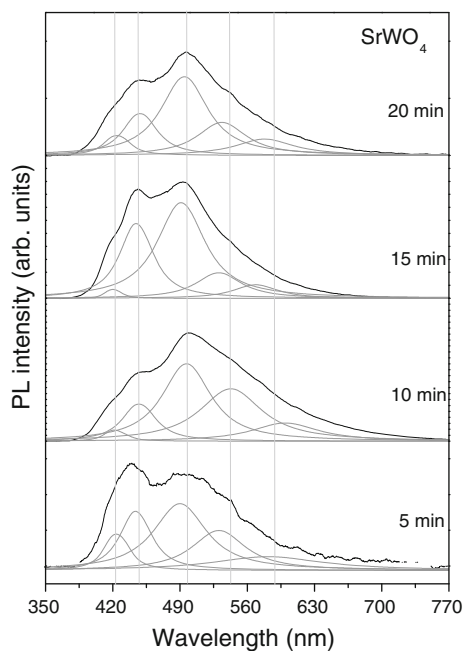 SrWO₄
20 min
15 min
10 min
5 min
PL intensity (arb. units)
350 420 490 560 630 700 770
Wavelength (nm)